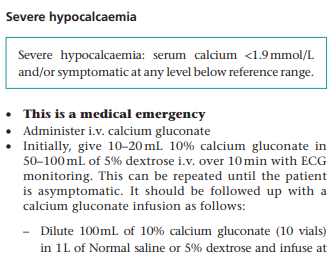 Severe hypocalcaemia
Severe hypocalcaemia: serum calcium <1.9 mmol/L
and/or symptomatic at any level below reference range.
• This is a medical emergency
• Administer i.v. calcium gluconate
• Initially, give 10–20 mL 10% calcium gluconate in
50–100 mL of 5% dextrose i.v. over 10 min with ECG
monitoring. This can be repeated until the patient
is asymptomatic. It should be followed up with a
calcium gluconate infusion as follows:
– Dilute 100 mL of 10% calcium gluconate (10 vials)
in 1 L of Normal saline or 5% dextrose and infuse at